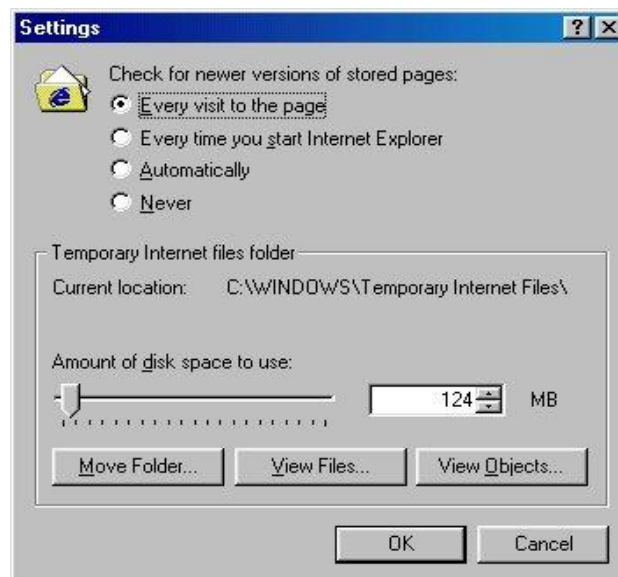 Settings
Check for newer versions of stored pages:
Every visit to the page
Every time you start Internet Explorer
Automatically
Never
Temporary Internet files folder
Current location: C:\WINDOWS\Temporary Internet Files\
Amount of disk space to use:
124 MB
Move Folder... View Files... View Objects...
OK Cancel